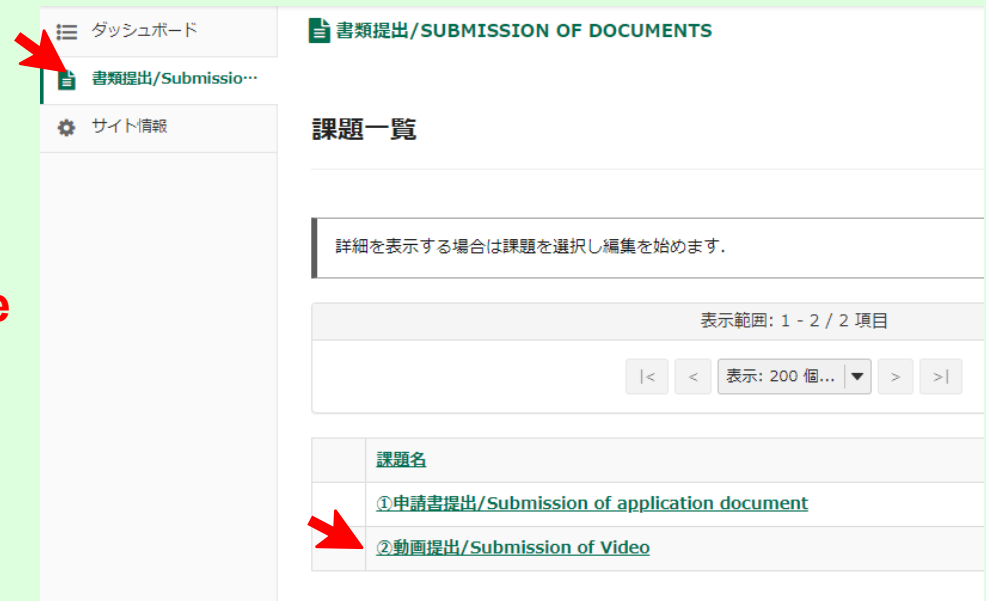 ダッシュボード
書類提出/SUBMISSION OF DOCUMENTS
書類提出/Submissio…
サイト情報
課題一覧
詳細を表示する場合は課題を選択し編集を始めます.
e
表示範囲: 1 - 2 / 2 項目
|< < 表示: 200 個... > >|
課題名
①申請書提出/Submission of application document
②動画提出/Submission of Video